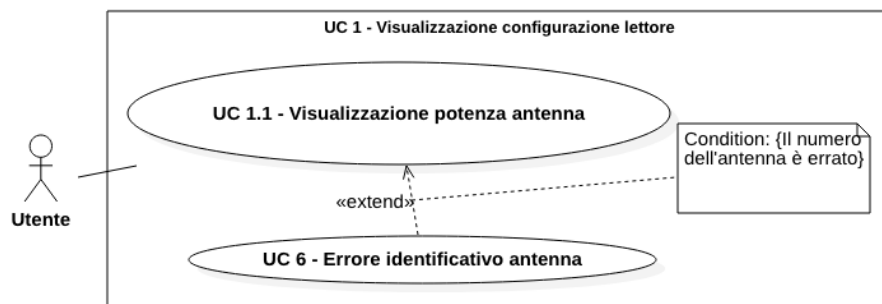 UC 1 - Visualizzazione configurazione lettore
UC 1.1 - Visualizzazione potenza antenna
Condition: {Il numero
dell'antenna è errato}
Utente
«extend»
UC 6 - Errore identificativo antenna